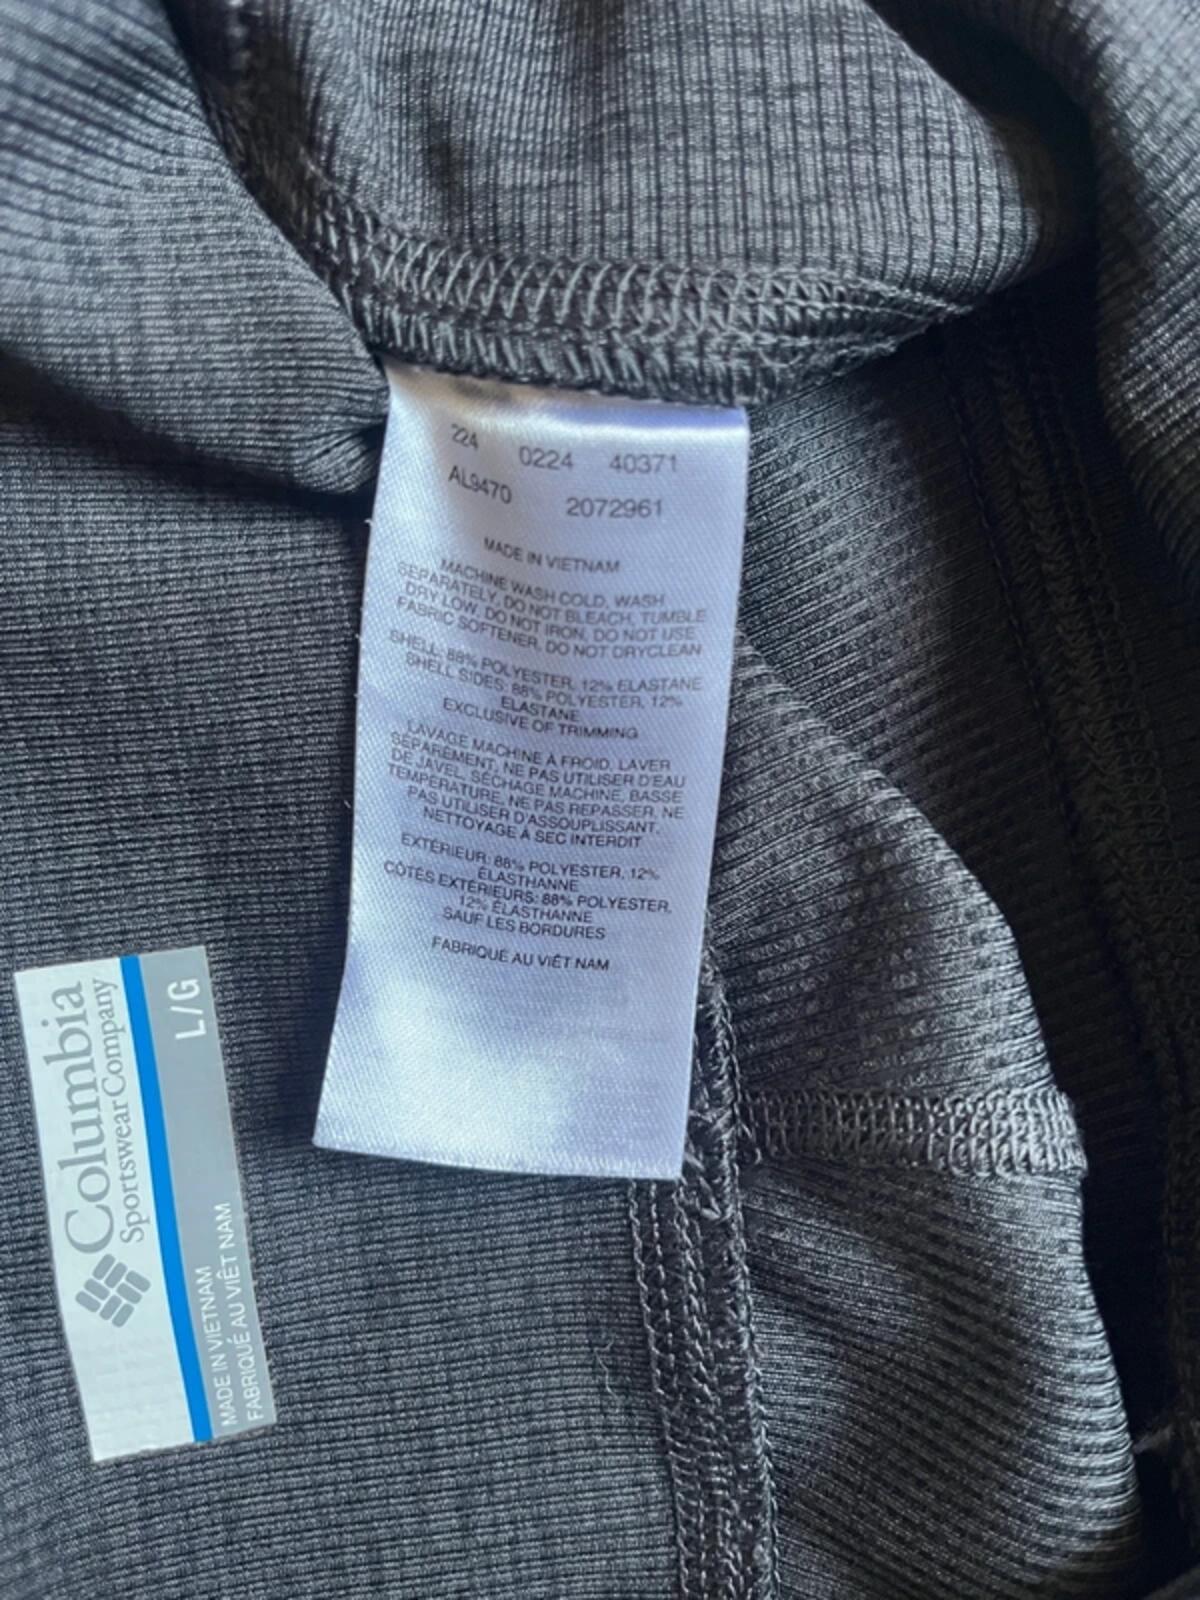 224 0224 40371
AL9470 2072961
MADE IN VIETNAM
MACHINE WASH COLD, WASH
SEPARATELY, DO NOT BLEACH, TUMBLE
DRY LOW, DO NOT IRON, DO NOT USE
FABRIC SOFTENER, DO NOT DRYCLEAN
SHELL: 88% POLYESTER, 12% ELASTANE
SHELL SIDES: 88% POLYESTER, 12%
ELASTANE
EXCLUSIVE OF TRIMMING
LAVAGE MACHINE À FROID, LAVER
SÉPARÉMENT, NE PAS UTILISER D'EAU
DE JAVEL, SÉCHAGE MACHINE, BASSE
TEMPÉRATURE, NE PAS REPASSER, NE
PAS UTILISER D'ASSOUPLISSANT,
NETTOYAGE À SEC INTERDIT
EXTÉRIEUR: 88% POLYESTER, 12%
ÉLASTHANNE
CÔTÉS EXTÉRIEURS: 88% POLYESTER,
12% ÉLASTHANNE
SAUF LES BORDURES
FABRIQUÉ AU VIÊT NAM
Columbia
Sportswear Company
L/G
MADE IN VIETNAM
FABRIQUÉ AU VIÊT NAM